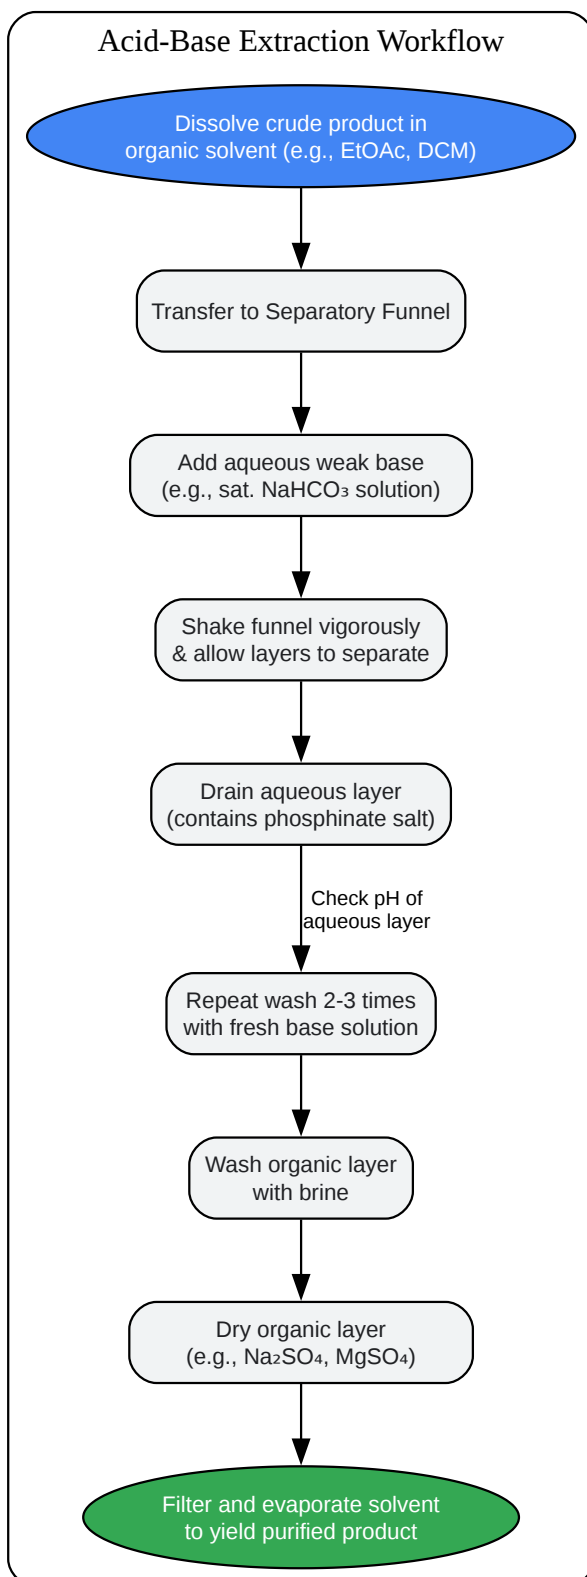 Acid-Base Extraction Workflow
Dissolve crude product in
organic solvent (e.g., EtOAc, DCM)
Transfer to Separatory Funnel
Add aqueous weak base
(e.g., sat. NaHCO₃ solution)
Shake funnel vigorously
& allow layers to separate
Drain aqueous layer
(contains phosphinate salt)
Check pH of
aqueous layer
Repeat wash 2-3 times
with fresh base solution
Wash organic layer
with brine
Dry organic layer
(e.g., Na₂SO₄, MgSO₄)
Filter and evaporate solvent
to yield purified product